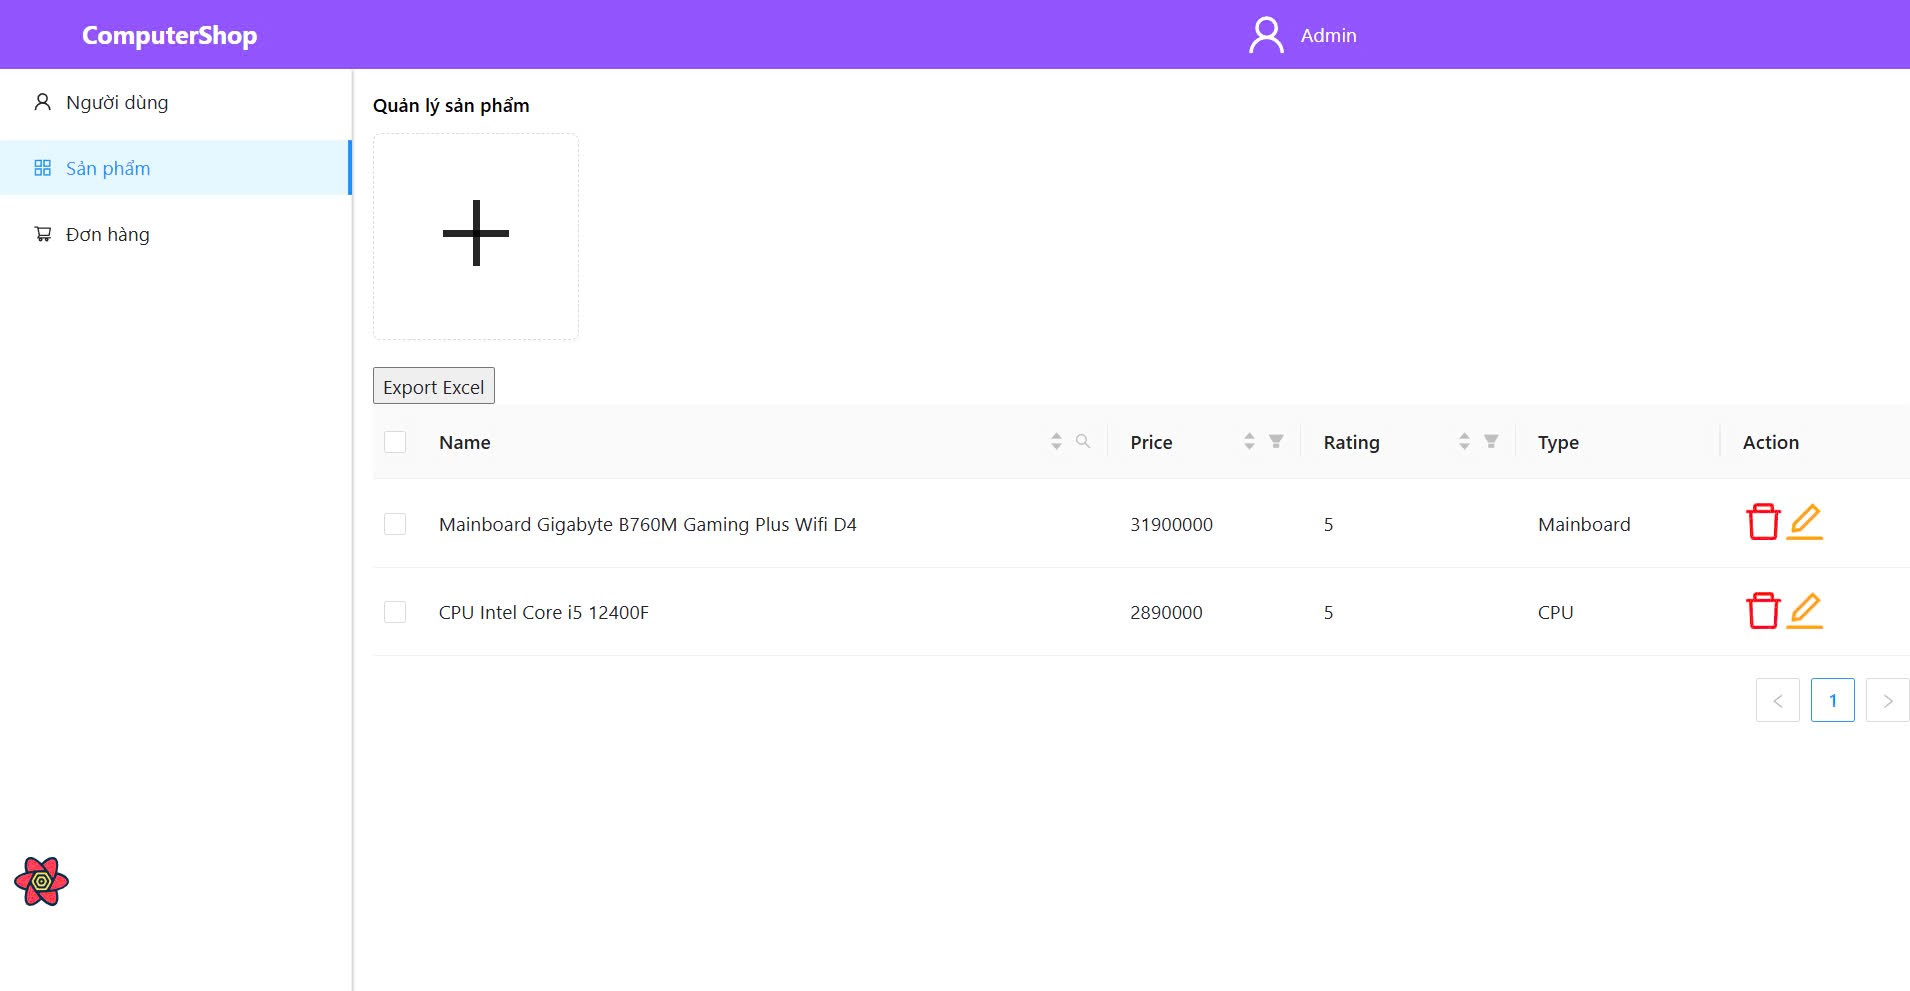 ComputerShop
Admin
Người dùng
Sản phẩm
Đơn hàng
Quản lý sản phẩm
Export Excel
Name Price Rating Type Action
Mainboard Gigabyte B760M Gaming Plus Wifi D4 31900000 5 Mainboard
CPU Intel Core i5 12400F 2890000 5 CPU
< 1 >